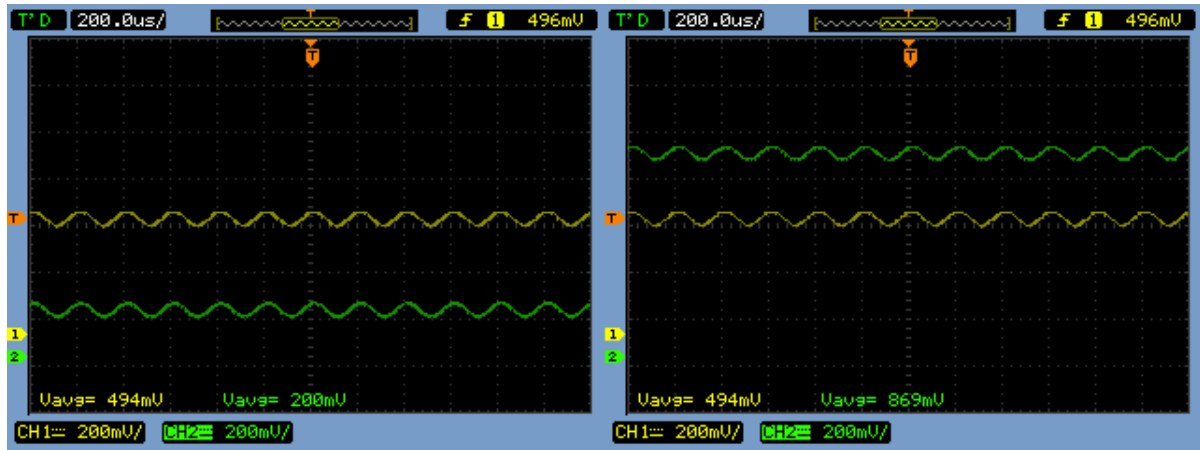 T'D 200.0us/ T f 1 496mV
T
T
1
2
Vavg= 494mV Vavg= 200mV
CH1 200mV/ CH2 200mV/
T'D 200.0us/ T f 1 496mV
T
T
1
2
Vavg= 494mV Vavg= 869mV
CH1 200mV/ CH2 200mV/